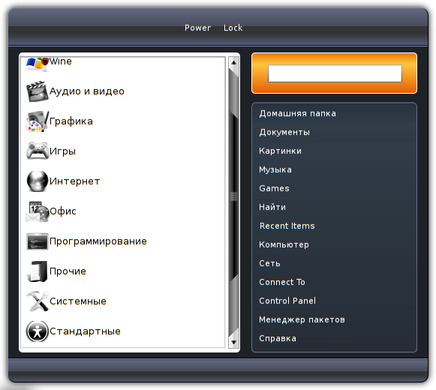 Power Lock
Wine
Аудио и видео
Графика
Игры
Интернет
Офис
Программирование
Прочие
Системные
Стандартные
Домашняя папка
Документы
Картинки
Музыка
Games
Найти
Recent Items
Компьютер
Сеть
Connect To
Control Panel
Менеджер пакетов
Справка